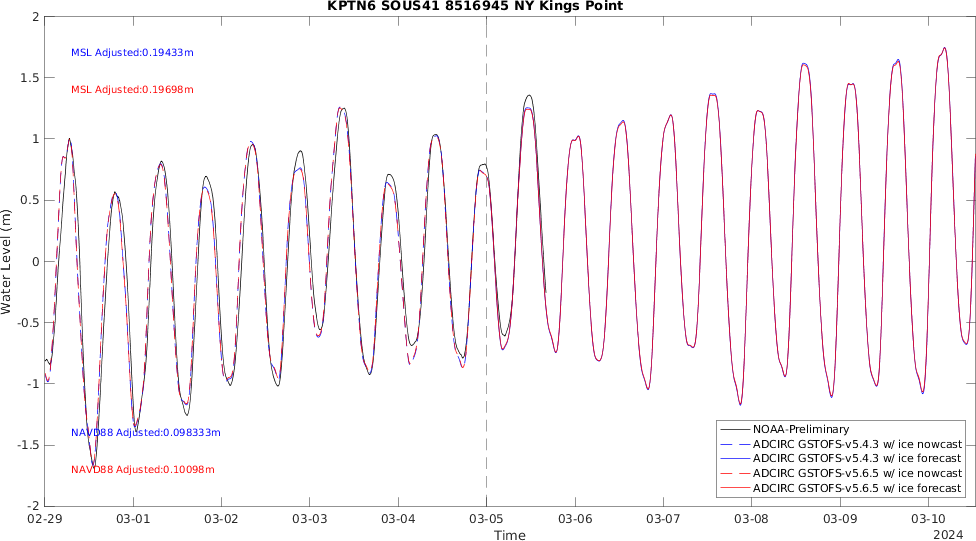 KPTN6 SOUS41 8516945 NY Kings Point
2
1.5
1
0.5
0
-0.5
-1
-1.5
-2
Water Level (m)
MSL Adjusted:0.19433m
MSL Adjusted:0.19698m
NAVD88 Adjusted:0.098333m
NAVD88 Adjusted:0.10098m
NOAA-Preliminary
ADCIRC GSTOFS-v5.4.3 w/ ice nowcast
ADCIRC GSTOFS-v5.4.3 w/ ice forecast
ADCIRC GSTOFS-v5.6.5 w/ ice nowcast
ADCIRC GSTOFS-v5.6.5 w/ ice forecast
02-29 03-01 03-02 03-03 03-04 03-05 03-06 03-07 03-08 03-09 03-10
Time
2024